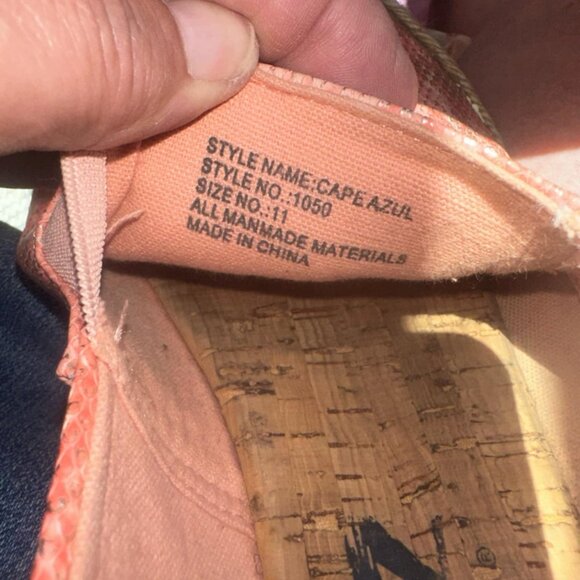 STYLE NAME:CAPE AZUL
STYLE NO.:1050
SIZE NO.:11
ALL MANMADE MATERIALS
MADE IN CHINA
®